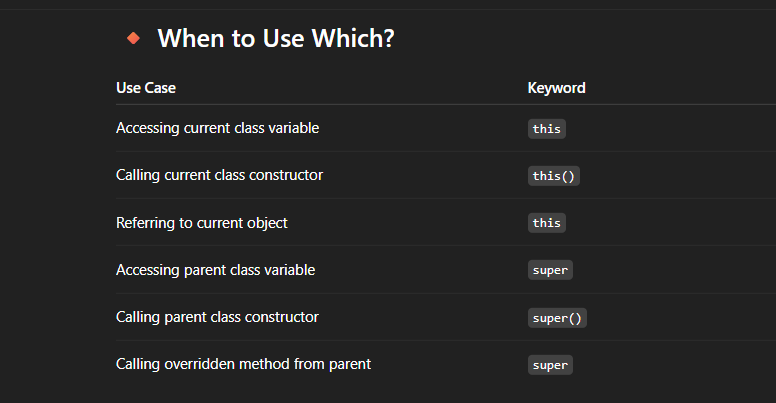 When to Use Which?
Use Case Keyword
Accessing current class variable this
Calling current class constructor this()
Referring to current object this
Accessing parent class variable super
Calling parent class constructor super()
Calling overridden method from parent super